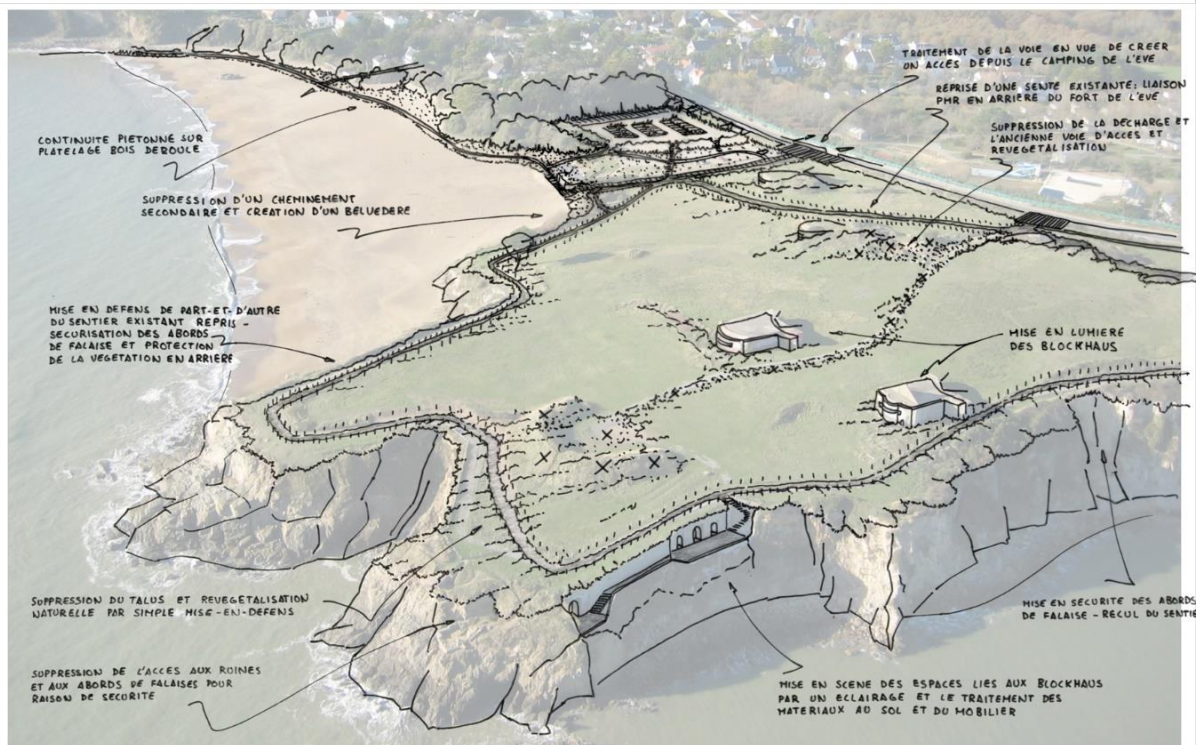 TRAITEMENT DE LA VOIE EN VUE DE CREER
UN ACCÈS DEPUIS LE CAMPING DE L'EVE
REPRISE D'UNE SENTE EXISTANTE: LIAISON
PMR EN ARRIERE DU FORT DE L'EVE
SUPPRESSION DE LA DECHARGE ET
L'ANCIENNE VOIE D'ACCES ET
REVEGETALISATION
CONTINUITE PIETONNE SUR
PLATELAGE BOIS DEROULE
SUPPRESSION D'UN CHEMINEMENT
SECONDAIRE ET CREATION D'UN BELVEDERE
MISE EN DEFENS DE PART-ET-D'AUTRE
DU SENTIER EXISTANT REPRIS -
SECURISATION DES ABORDS
DE FALAISE ET PROTECTION
DE LA VEGETATION EN ARRIERE
MISE EN LUMIERE
DES BLOCKHAUS
SUPPRESSION DU TALUS ET REVEGETALISATION
NATURELLE PAR SIMPLE MISE-EN-DEFENS
MISE EN SECURITE DES ABORDS
DE FALAISE - RECUL DU SENTIE
SUPPRESSION DE L'ACCES AUX RUINES
ET AUX ABORDS DE FALAISES POUR
RAISON DE SECURITE
MISE EN SCENE DES ESPACES LIES AUX BLOCKHAUS
PAR UN ECLAIRAGE ET LE TRAITEMENT DES
MATERIAUX AU SOL ET DU MOBILIER